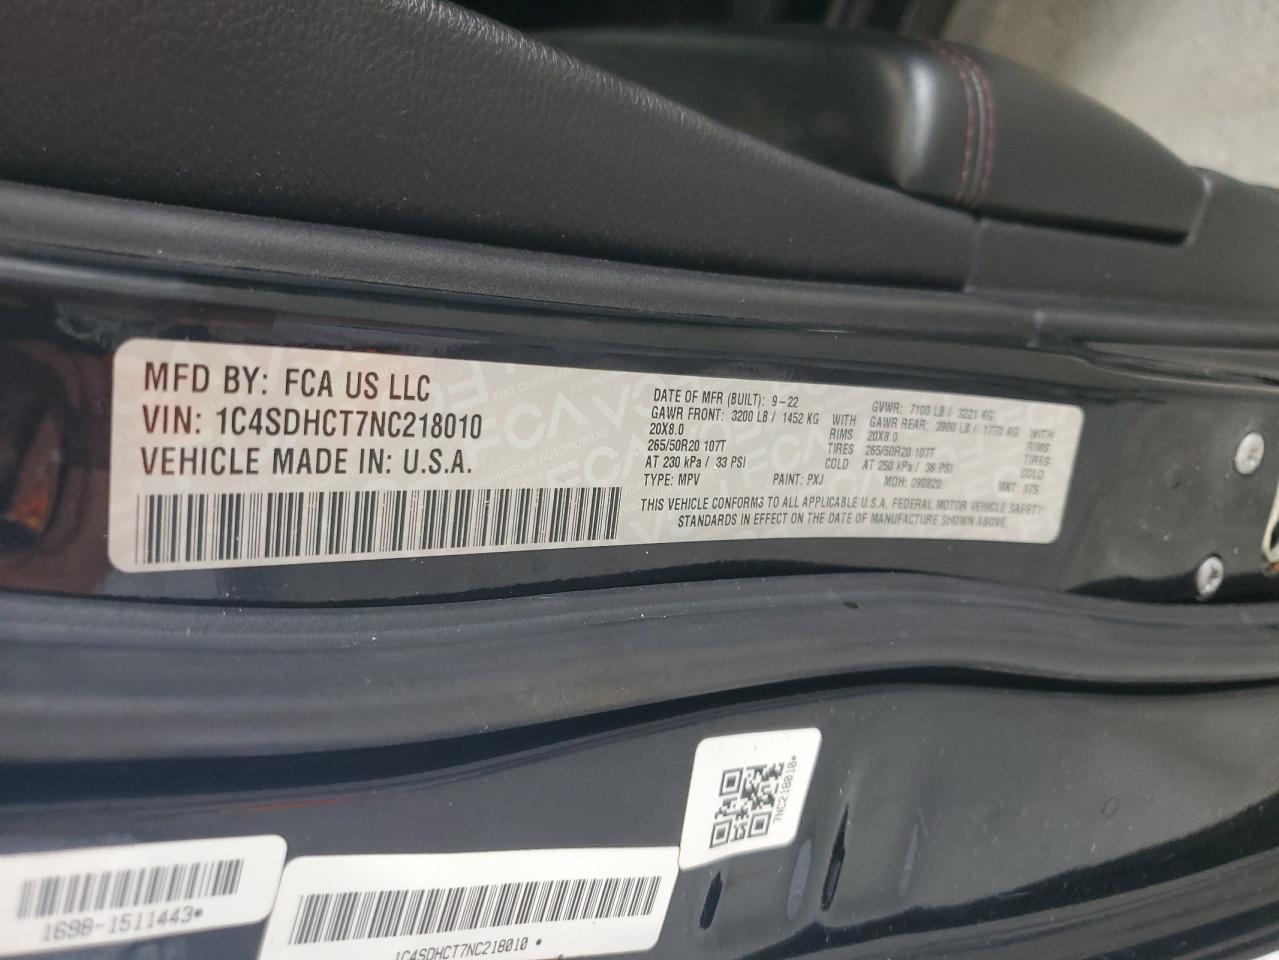 MFD BY: FCA US LLC
VIN: 1C4SDHCT7NC218010
VEHICLE MADE IN: U.S.A.
DATE OF MFR (BUILT): 9-22
GAWR FRONT: 3200 LB / 1452 KG WITH
20X8.0 RIMS
265/50R20 107T TIRES
AT 230 kPa / 33 PSI COLD
TYPE: MPV PAINT: PXJ
GVWR: 7100 LB / 3221 KG
GAWR REAR: 3900 LB / 1770 KG WITH
20X8.0 RIMS
265/50R20 107T TIRES
AT 250 kPa / 36 PSI COLD
MDH: 090820 MKT: 975
THIS VEHICLE CONFORMS TO ALL APPLICABLE U.S.A. FEDERAL MOTOR VEHICLE SAFETY
STANDARDS IN EFFECT ON THE DATE OF MANUFACTURE SHOWN ABOVE.
7NC218010*
1698-1511443*
1C4SDHCT7NC218010 *